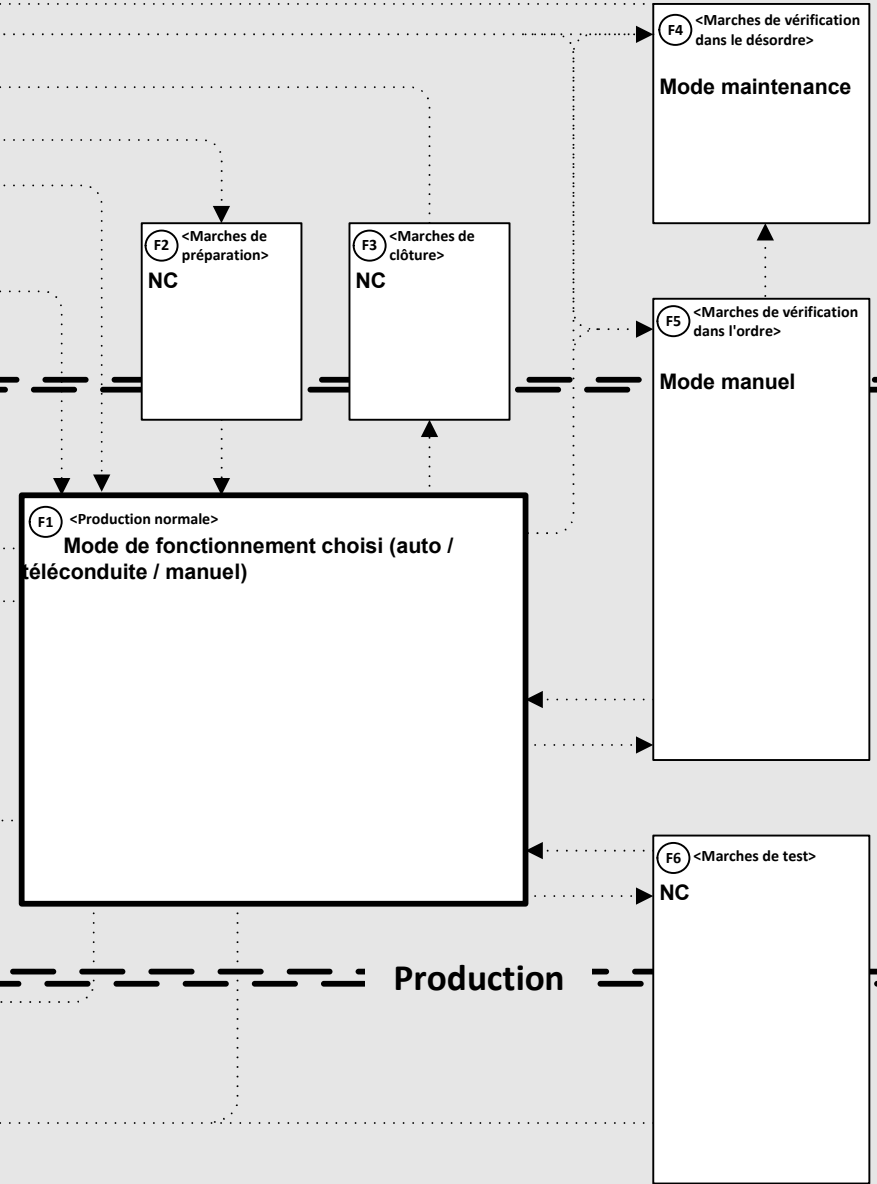 F4 <Marches de vérification
dans le désordre>
Mode maintenance
F2 <Marches de
préparation>
NC
F3 <Marches de
clôture>
NC
F5 <Marches de vérification
dans l'ordre>
Mode manuel
F1 <Production normale>
Mode de fonctionnement choisi (auto /
téléconduite / manuel)
F6 <Marches de test>
NC
Production